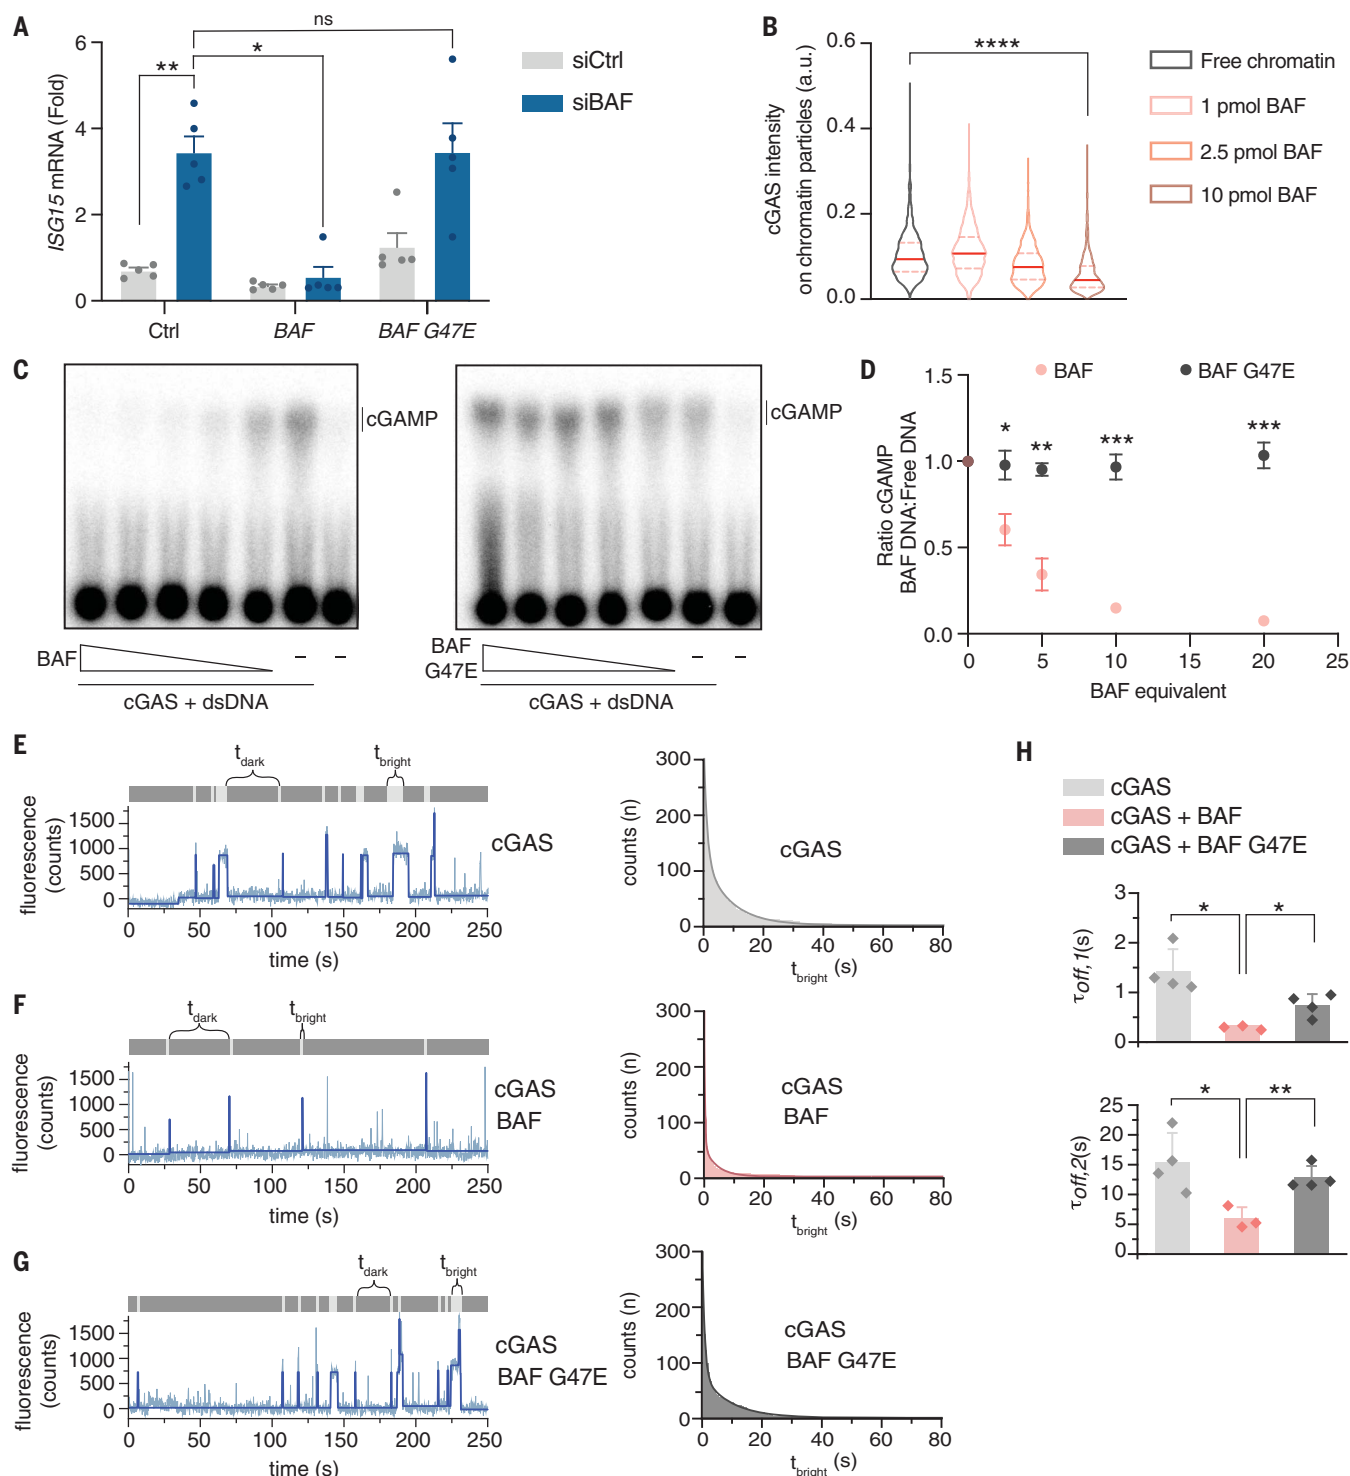 A
ns
*
**
6
4
2
0
ISG15 mRNA (Fold)
siCtrl
siBAF
Ctrl
BAF
BAF G47E
B
****
0.6
0.4
0.2
0.0
cGAS intensity
on chromatin particles (a.u.)
Free chromatin
1 pmol BAF
2.5 pmol BAF
10 pmol BAF
C
cGAMP
BAF
–
–
cGAS + dsDNA
cGAMP
BAF
G47E
–
–
cGAS + dsDNA
D
BAF
BAF G47E
1.5
1.0
0.5
0.0
Ratio cGAMP
BAF DNA:Free DNA
*
**
***
***
0 5 10 15 20 25
BAF equivalent
E
tdark
tbright
1500
1000
500
0
fluorescence
(counts)
cGAS
0 50 100 150 200 250
time (s)
300
200
100
0
counts (n)
cGAS
0 20 40 60 80
tbright (s)
F
tdark
tbright
1500
1000
500
0
fluorescence
(counts)
cGAS
BAF
0 50 100 150 200 250
time (s)
300
200
100
0
counts (n)
cGAS
BAF
0 20 40 60 80
tbright (s)
G
tdark
tbright
1500
1000
500
0
fluorescence
(counts)
cGAS
BAF G47E
0 50 100 150 200 250
time (s)
300
200
100
0
counts (n)
cGAS
BAF G47E
0 20 40 60 80
tbright (s)
H
cGAS
cGAS + BAF
cGAS + BAF G47E
3
2
1
0
τoff,1(s)
*
*
25
20
15
10
5
0
τoff,2(s)
*
**